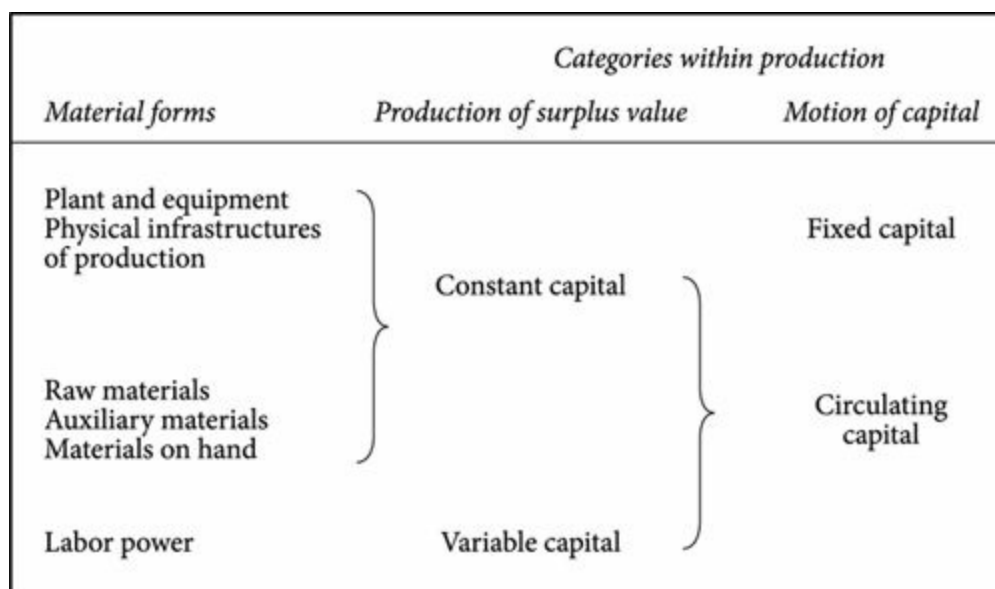 Categories within production
Material forms Production of surplus value Motion of capital
Plant and equipment
Physical infrastructures Fixed capital
of production
Constant capital
Raw materials
Auxiliary materials Circulating
Materials on hand capital
Labor power Variable capital